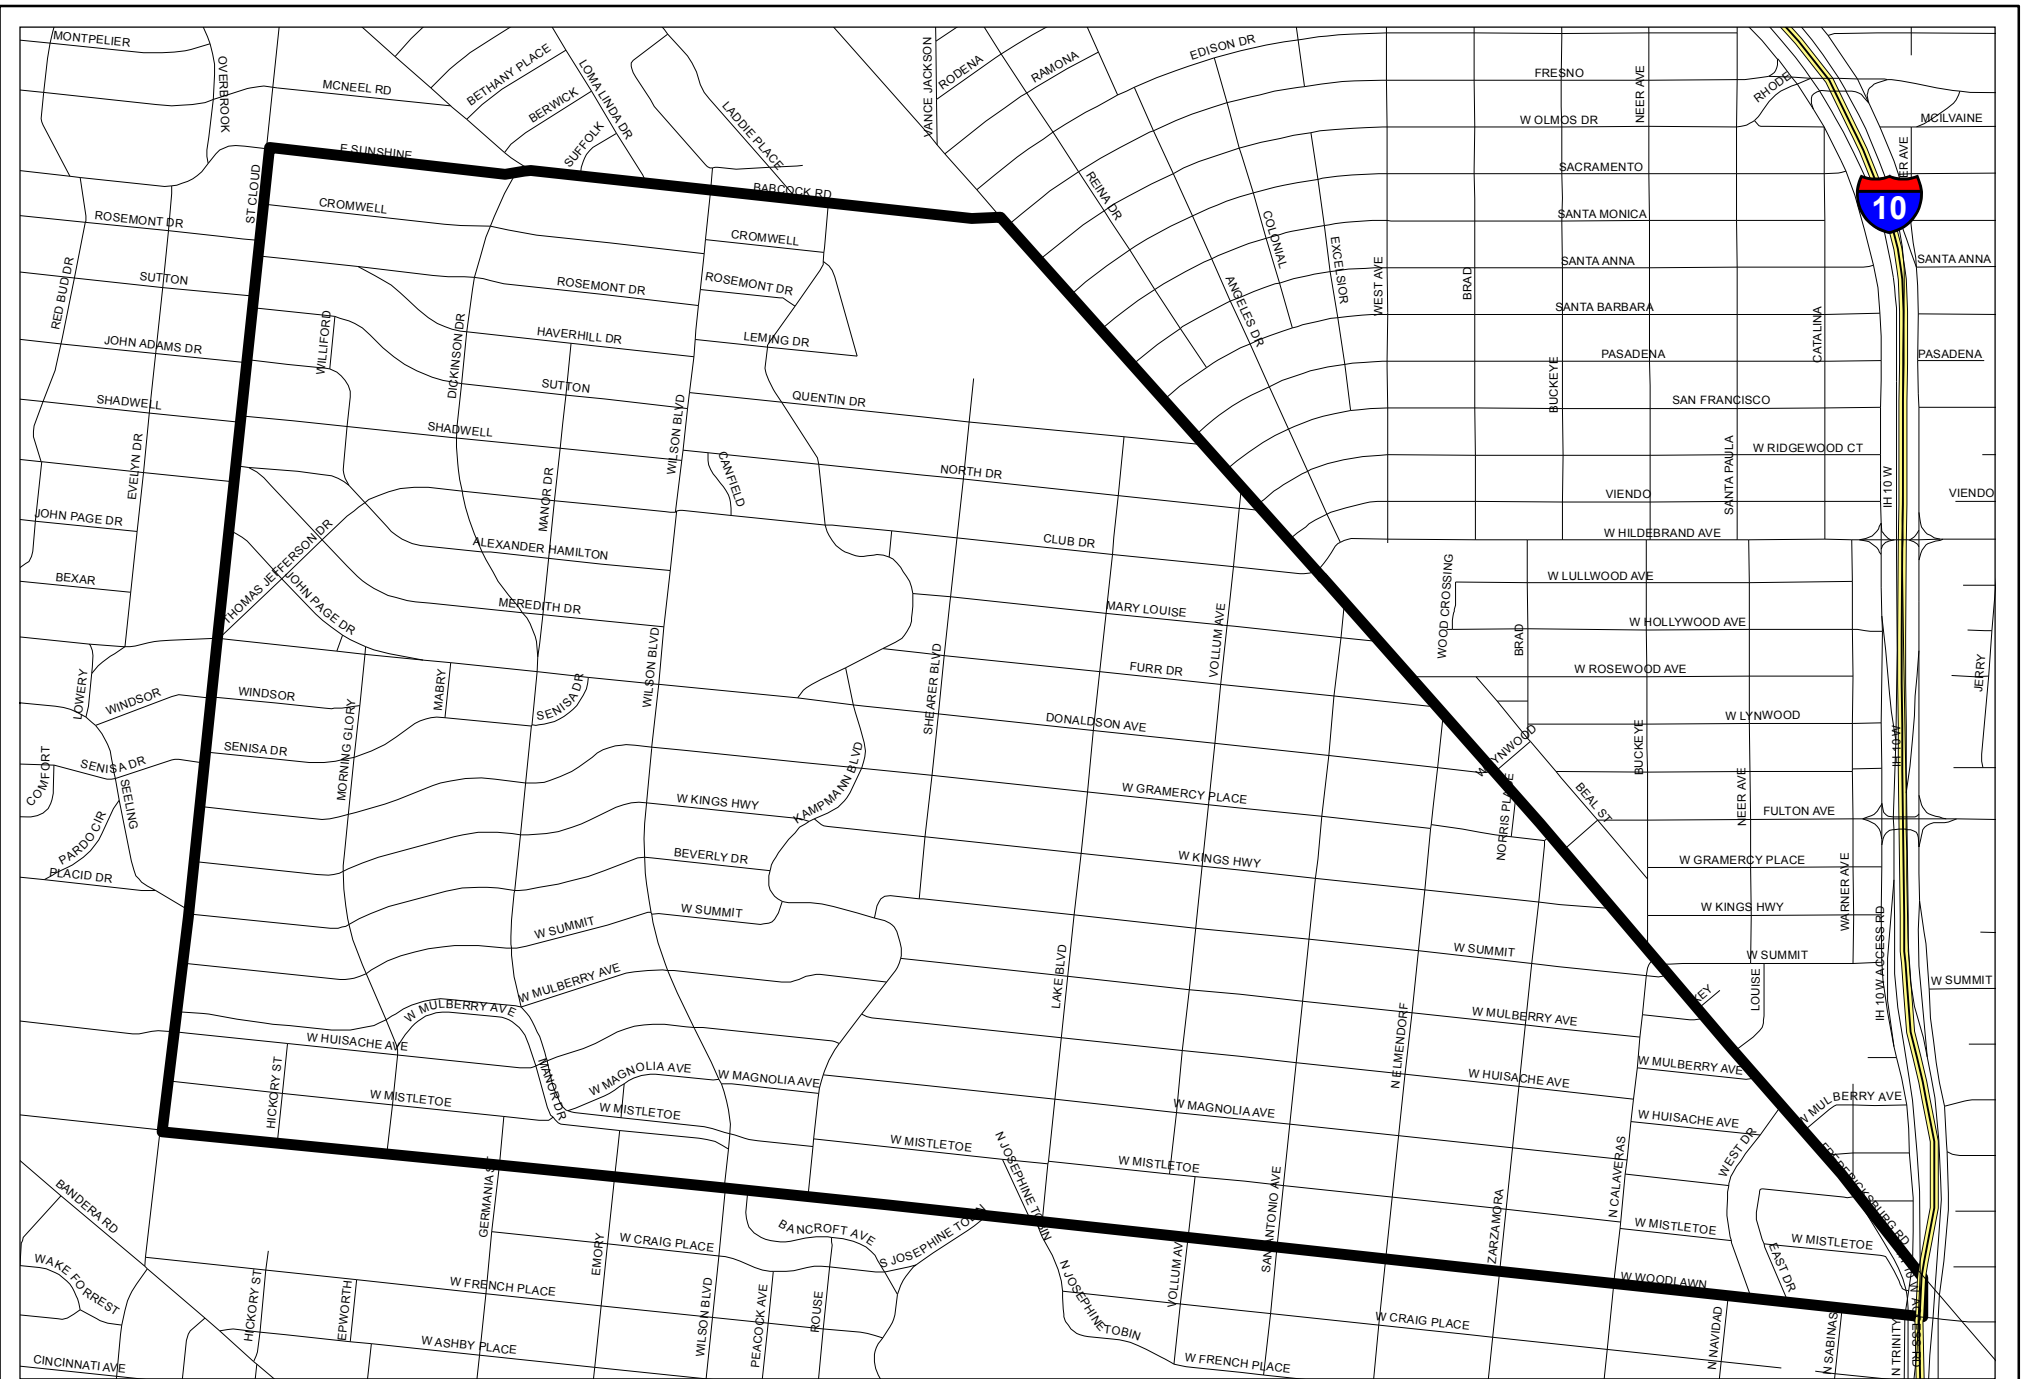 MONTPELIER
OVERBROOK
MCNEEL RD
BETHANY PLACE
BERWICK
SUFFOLK
LOMA LINDA DR
LADDIE PLACE
VANCE JACKSON
RODENA
RAMONA
EDISON DR
FRESNO
NEER AVE
RHODE
W OLMOS DR
MCILVAINE
SACRAMENTO
ER AVE
10
E SUNSHINE
BABCOCK RD
ST CLOUD
CROMWELL
CROMWELL
REINA DR
COLONIAL
EXCELSIOR
SANTA MONICA
ROSEMONT DR
SUTTON
RED BUD DR
ROSEMONT DR
ROSEMONT DR
ANGELES DR
WEST AVE
BRAD
SANTA ANNA
SANTA ANNA
SANTA BARBARA
CATALINA
WILLIFORD
DICKINSON DR
HAVERHILL DR
LEMING DR
JOHN ADAMS DR
PASADENA
PASADENA
BUCKEYE
SUTTON
QUENTIN DR
SHADWELL
SHADWELL
SAN FRANCISCO
WILSON BLVD
CANFIELD
NORTH DR
W RIDGEWOOD CT
SANTA PAULA
EVELYN DR
MANOR DR
VIENDO
VIENDO
IH 10 W
JOHN PAGE DR
THOMAS JEFFERSON DR
ALEXANDER HAMILTON
CLUB DR
W HILDEBRAND AVE
BEXAR
JOHN PAGE DR
MEREDITH DR
MARY LOUISE
VOLLUM AVE
WOOD CROSSING
W LULLWOOD AVE
BRAD
W HOLLYWOOD AVE
W ROSEWOOD AVE
JERRY
LOWERY
WINDSOR
WINDSOR
MABRY
SENISA DR
WILSON BLVD
SHEARER BLVD
FURR DR
DONALDSON AVE
W LYNWOOD
W LYNWOOD
BUCKEYE
IH 10 W
COMFORT
SENISA DR
SENISA DR
MORNING GLORY
SEELING
PARDO CIR
PLACID DR
W KINGS HWY
KAMPMANN BLVD
W GRAMERCY PLACE
NORRIS PLACE
BEAL ST
NEER AVE
FULTON AVE
BEVERLY DR
W KINGS HWY
W GRAMERCY PLACE
WARNER AVE
W SUMMIT
W SUMMIT
W KINGS HWY
IH 10 W ACCESS RD
W SUMMIT
W SUMMIT
W SUMMIT
LOUISE
KEY
LAKE BLVD
W MULBERRY AVE
W MULBERRY AVE
W MULBERRY AVE
N ELMENDORF
W HUISACHE AVE
HICKORY ST
W MISTLETOE
MANOR DR
W MAGNOLIA AVE
W MAGNOLIA AVE
W MISTLETOE
W HUISACHE AVE
W MULBERRY AVE
W MULBERRY AVE
W MAGNOLIA AVE
W HUISACHE AVE
WEST DR
FREDERICKSBURG RD
W MISTLETOE
N JOSEPHINE TOBIN
W MISTLETOE
SAN ANTONIO AVE
ZARZAMORA
N CALAVERAS
W MISTLETOE
W MISTLETOE
EAST DR
W WOODLAWN
BANDERA RD
GERMANIA ST
EMORY
W CRAIG PLACE
BANCROFT AVE
S JOSEPHINE TOBIN
VOLLUM AV
N JOSEPHINE TOBIN
WAKE FORREST
HICKORY ST
EPWORTH
W FRENCH PLACE
WILSON BLVD
PEACOCK AVE
ROUSE
W CRAIG PLACE
N NAVIDAD
N SABINAS
N TRINITY
W ASHBY PLACE
W FRENCH PLACE
CINCINNATI AVE